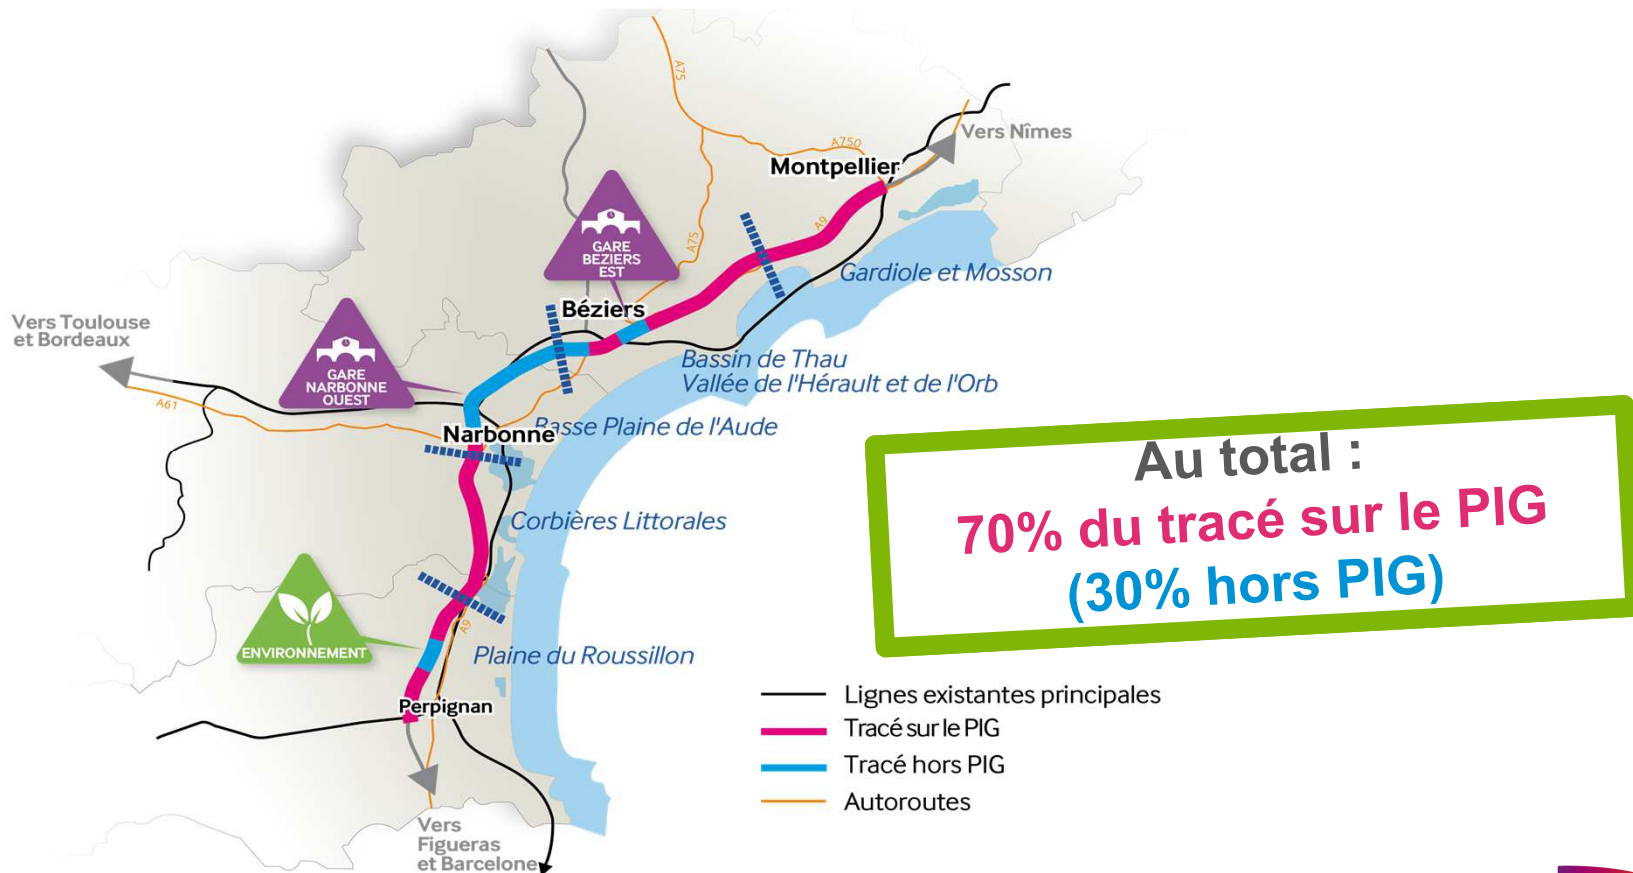 A75
A750
Vers Nîmes
Montpellier
A9
A75
GARE
BEZIERS
EST
Gardiole et Mosson
Béziers
Vers Toulouse
et Bordeaux
GARE
NARBONNE
OUEST
A61
Bassin de Thau
Vallée de l'Hérault et de l'Orb
Narbonne
Basse Plaine de l'Aude
Au total :
70% du tracé sur le PIG
(30% hors PIG)
Corbières Littorales
ENVIRONNEMENT
A9
Plaine du Roussillon
Perpignan
Lignes existantes principales
Tracé sur le PIG
Tracé hors PIG
Autoroutes
Vers
Figueras
et Barcelone